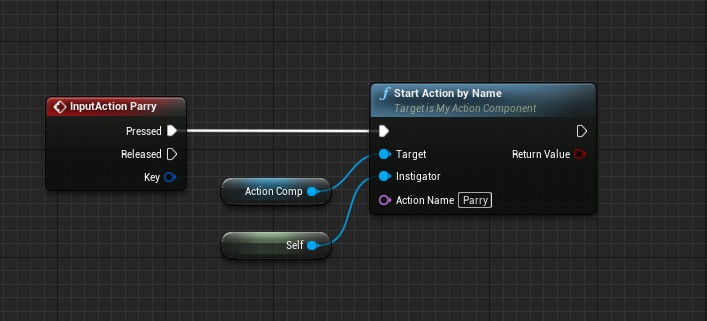 InputAction Parry
Pressed
Released
Key
Action Comp
Self
f Start Action by Name
Target is My Action Component
Target
Return Value
Instigator
Action Name Parry